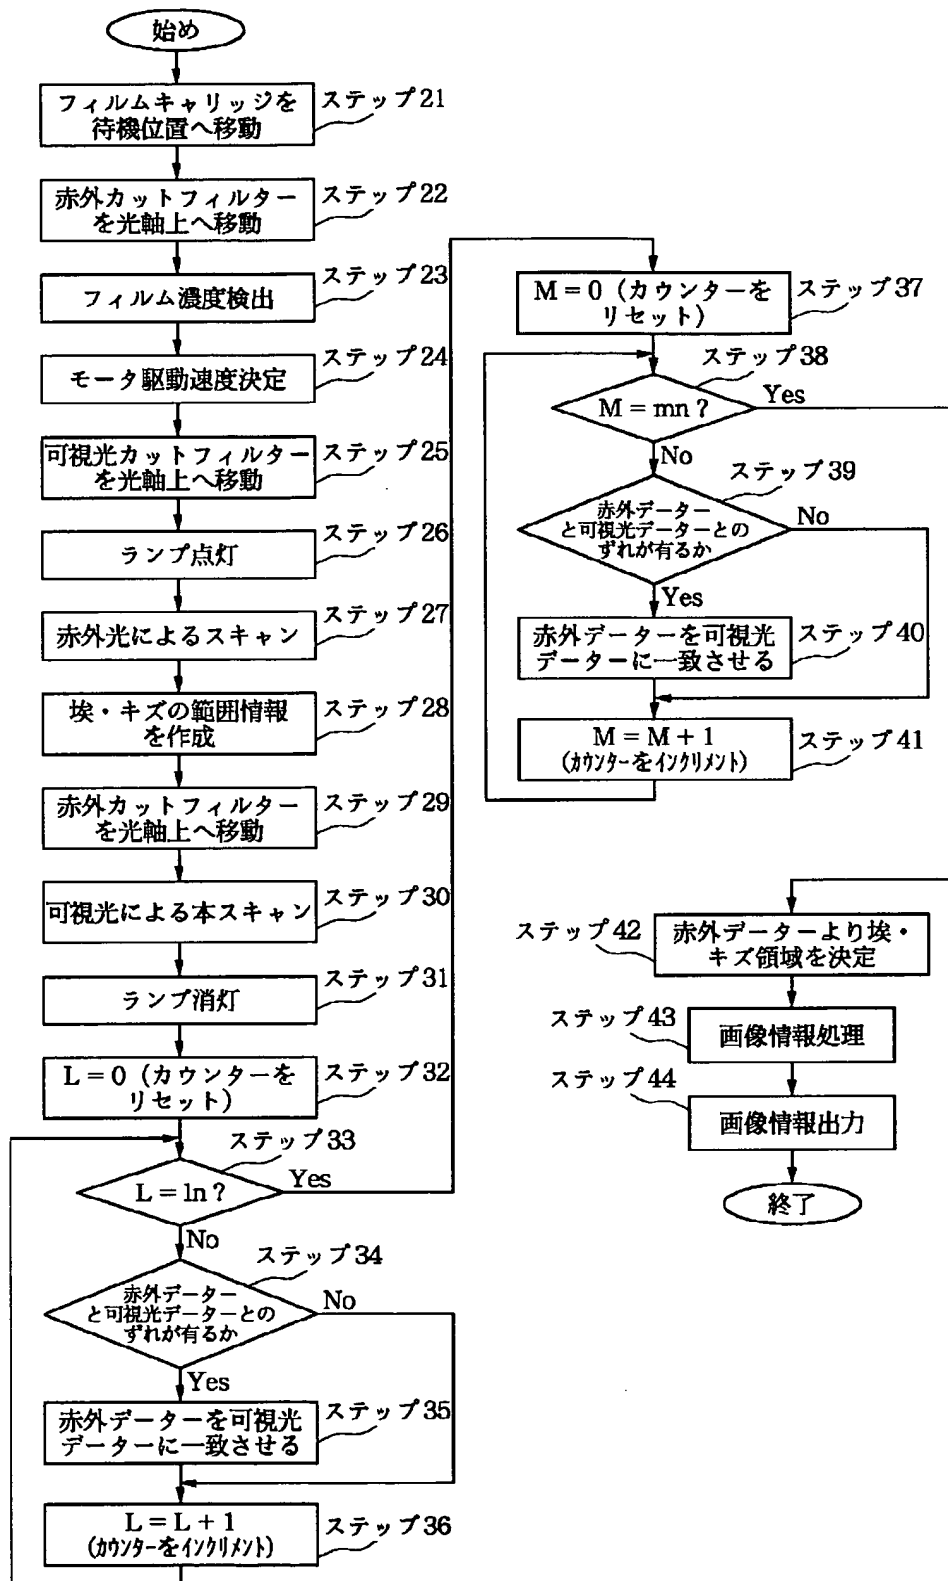 始め
フィルムキャリッジを
待機位置へ移動
ステップ21
赤外カットフィルター
を光軸上へ移動
ステップ22
フィルム濃度検出
ステップ23
モータ駆動速度決定
ステップ24
可視光カットフィルター
を光軸上へ移動
ステップ25
ランプ点灯
ステップ26
赤外光によるスキャン
ステップ27
埃・キズの範囲情報
を作成
ステップ28
赤外カットフィルター
を光軸上へ移動
ステップ29
可視光による本スキャン
ステップ30
ランプ消灯
ステップ31
L=0(カウンターを
リセット)
ステップ32
ステップ33
L=ln?
Yes
No
ステップ34
赤外データー
と可視光データーとの
ずれが有るか
No
Yes
赤外データーを可視光
データーに一致させる
ステップ35
L=L+1
(カウンターをインクリメント)
ステップ36
M=0(カウンターを
リセット)
ステップ37
ステップ38
M=mn?
Yes
No
ステップ39
赤外データー
と可視光データーとの
ずれが有るか
No
Yes
赤外データーを可視光
データーに一致させる
ステップ40
M=M+1
(カウンターをインクリメント)
ステップ41
ステップ42
赤外データーより埃・
キズ領域を決定
ステップ43
画像情報処理
ステップ44
画像情報出力
終了